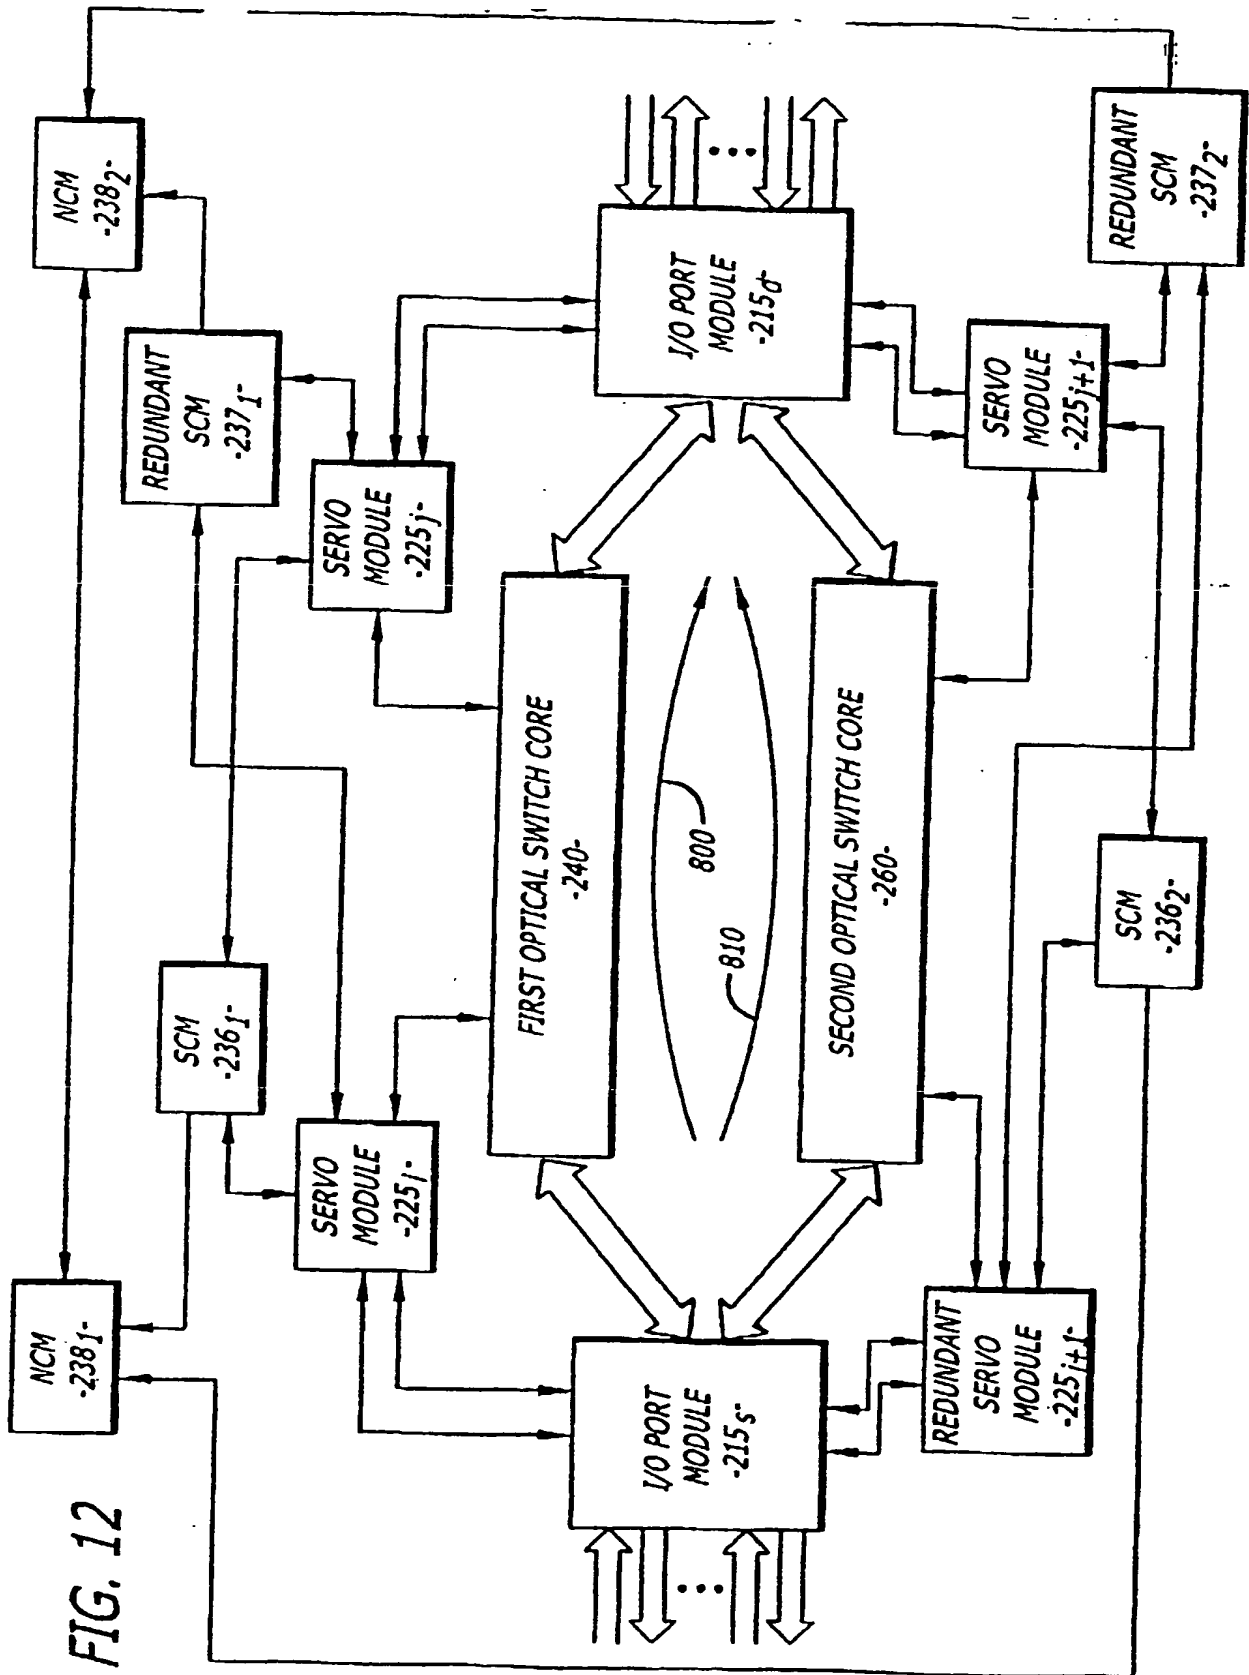 FIG. 12
NCM
-238₁-
NCM
-238₂-
SCM
-236₁-
REDUNDANT
SCM
-237₁-
SERVO
MODULE
-225ᵢ-
SERVO
MODULE
-225ⱼ-
FIRST OPTICAL SWITCH CORE
-240-
I/O PORT
MODULE
-215ₛ-
800
810
I/O PORT
MODULE
-215d-
SECOND OPTICAL SWITCH CORE
-260-
REDUNDANT
SERVO
MODULE
-225ᵢ₊₁-
SERVO
MODULE
-225ⱼ₊₁-
SCM
-236₂-
REDUNDANT
SCM
-237₂-